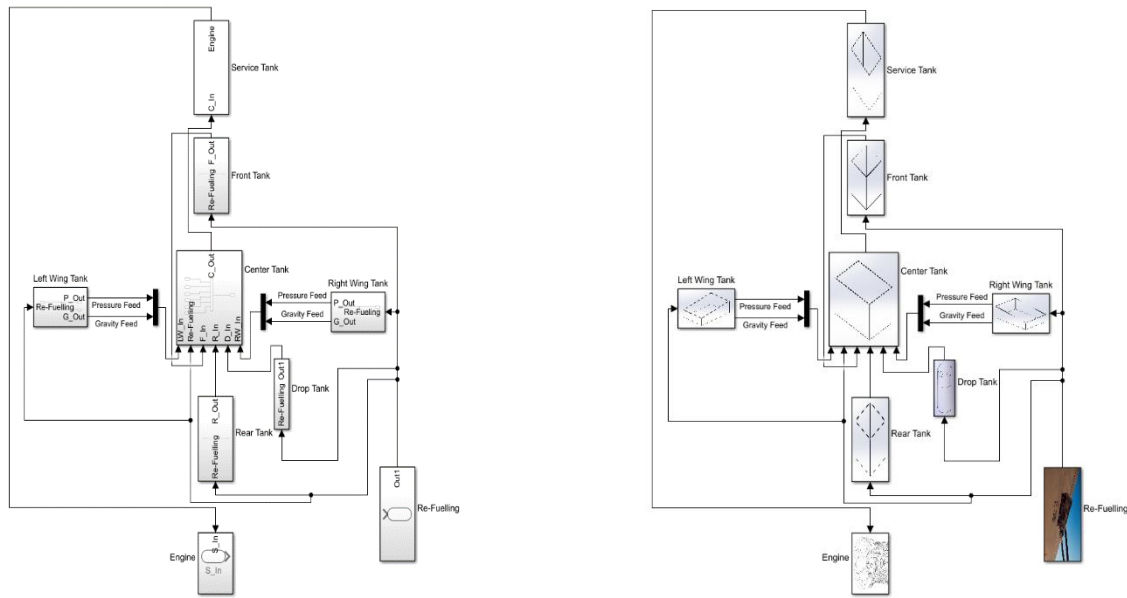 Engine
C_In
Service Tank
F_Out
Re-Fueling
Front Tank
Left Wing Tank
P_Out
Re-Fuelling
G_Out
Pressure Feed
Gravity Feed
C_Out
LW_In
Re-Fueling
F_In
R_In
D_In
RW_In
Center Tank
Pressure Feed
Gravity Feed
Right Wing Tank
P_Out
Re-Fueling
G_Out
Out1
Re-Fuelling
Drop Tank
R_Out
Re-Fuelling
Rear Tank
Out1
Re-Fuelling
S_In
S_In
Engine
Service Tank
Front Tank
Left Wing Tank
Pressure Feed
Gravity Feed
Center Tank
Pressure Feed
Gravity Feed
Right Wing Tank
Drop Tank
Rear Tank
Re-Fuelling
Engine